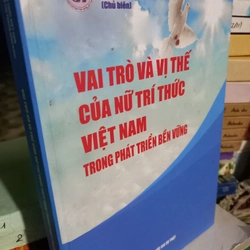 (Chủ biên)
VAI TRÒ VÀ VỊ THẾ
CỦA NỮ TRÍ THỨC
VIỆT NAM
TRONG PHÁT TRIỂN BỀN VỮNG